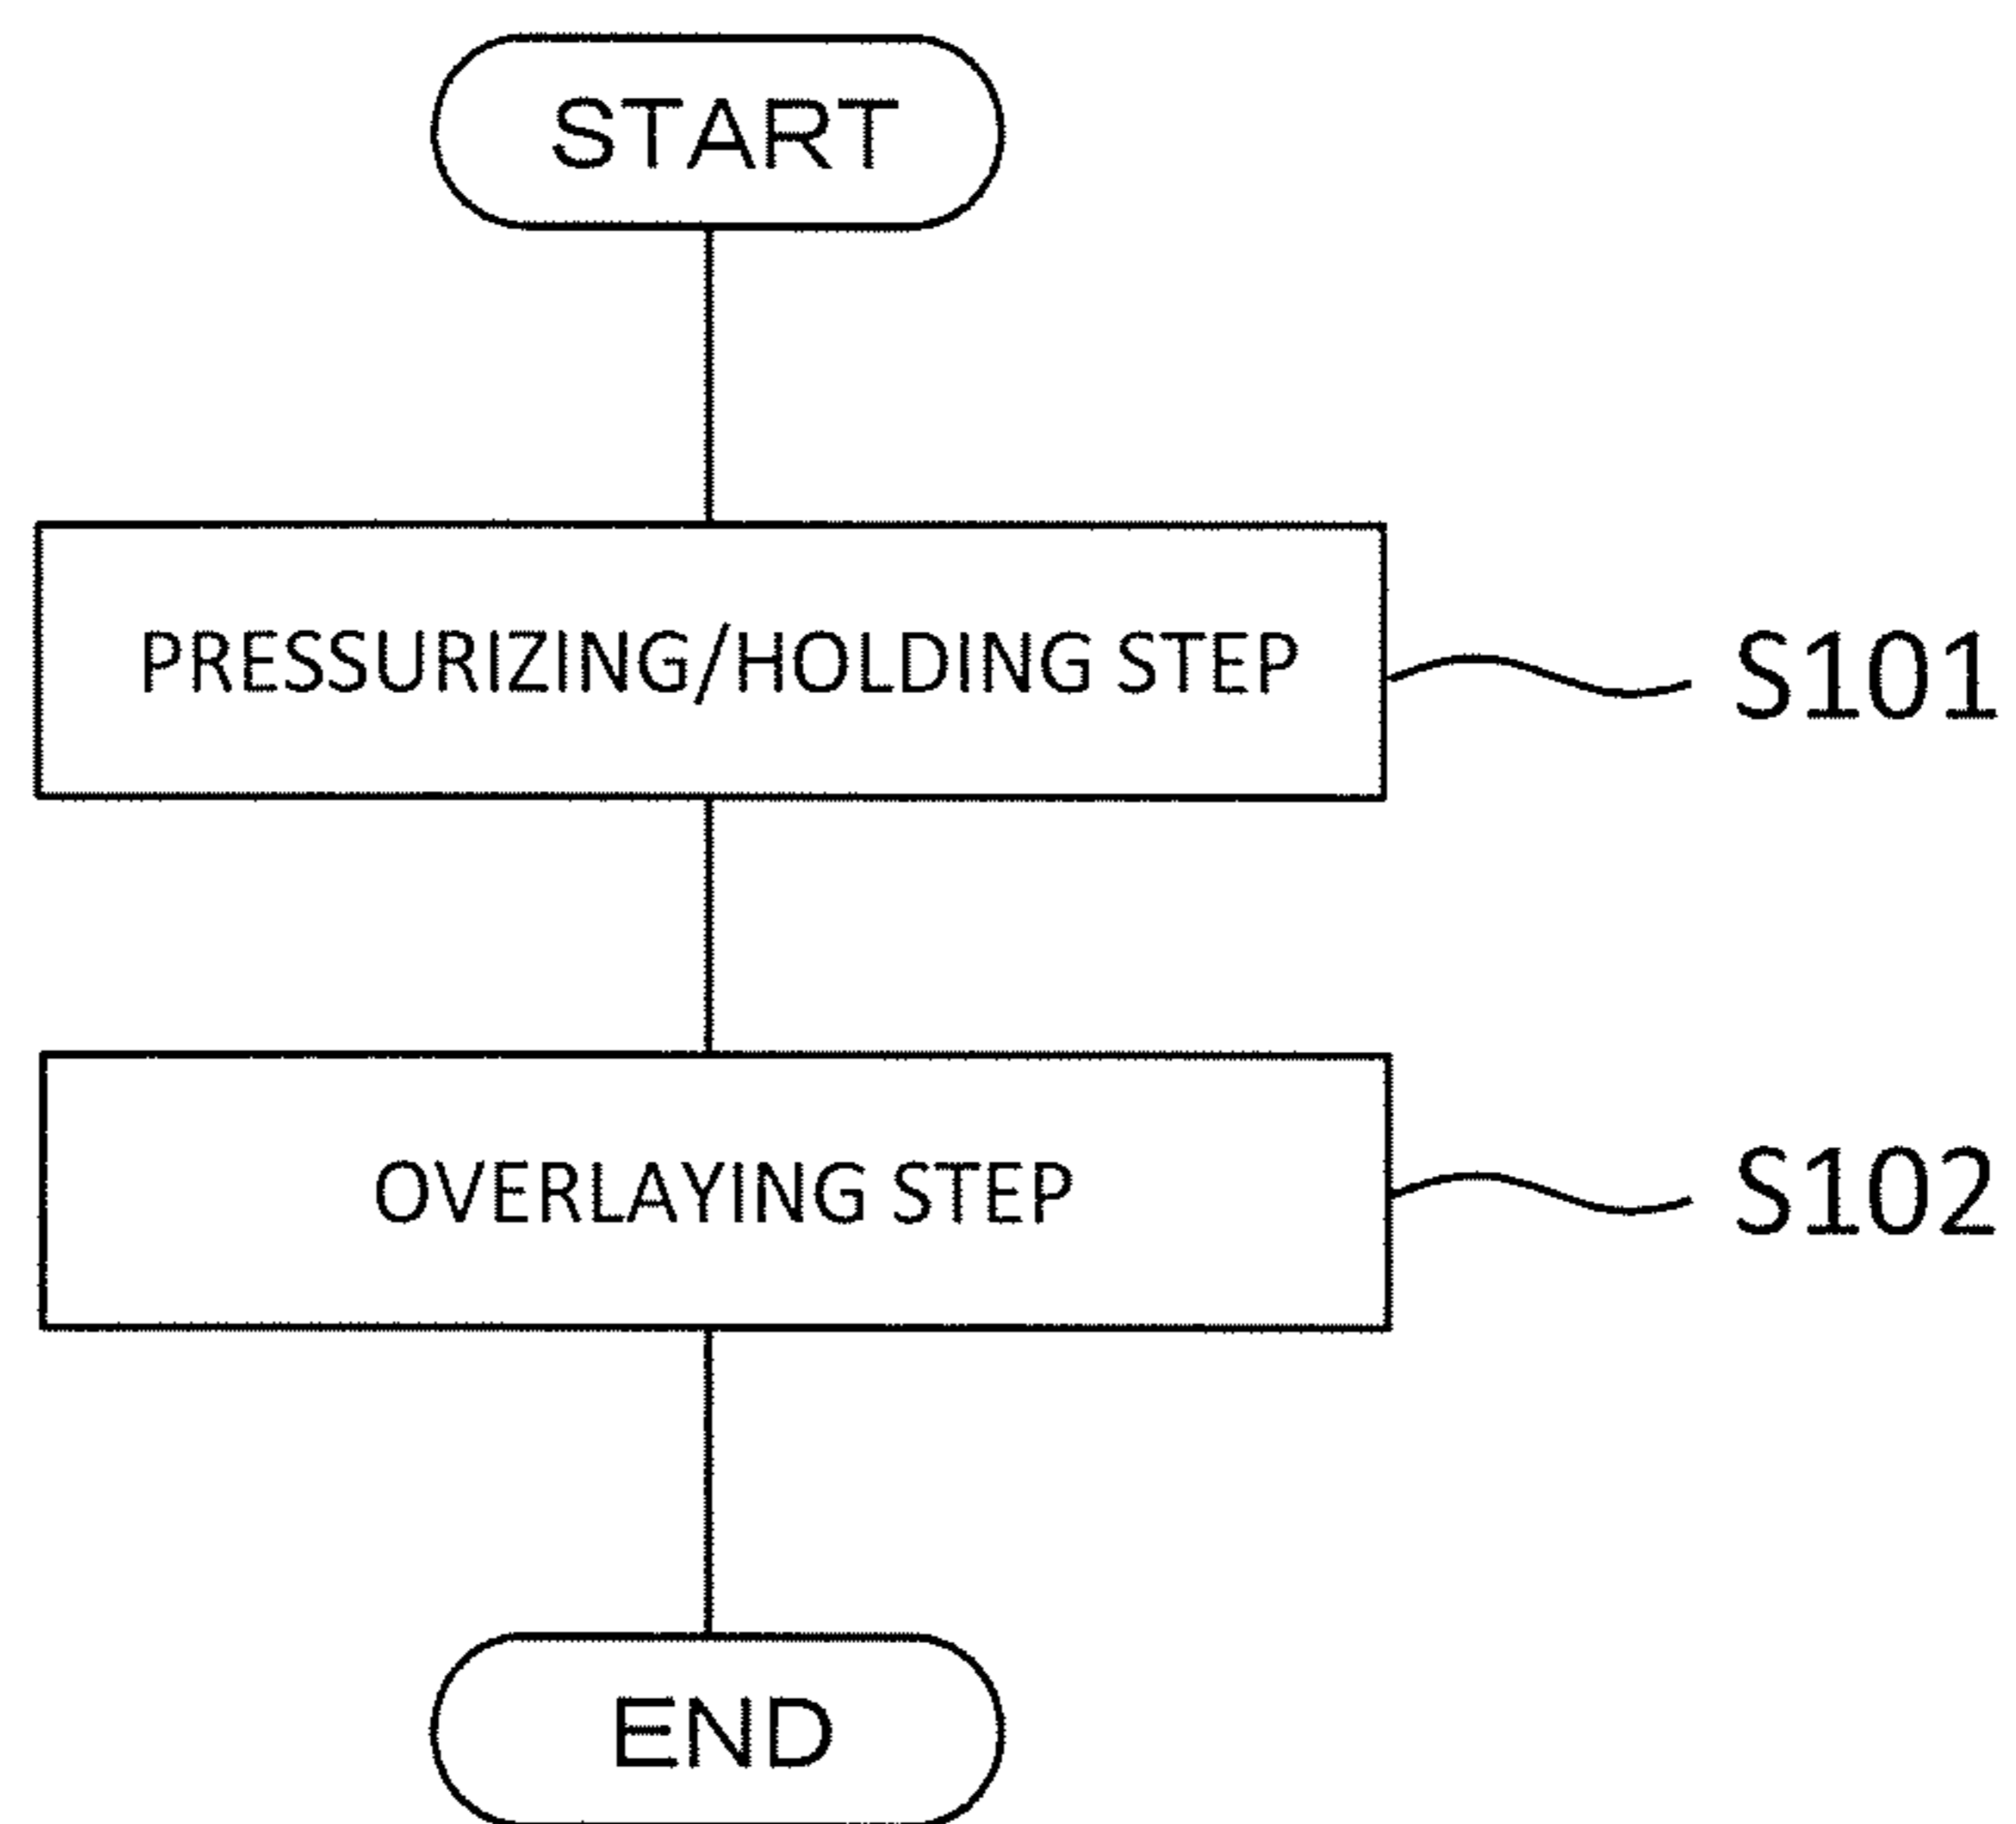 START
PRESSURIZING/HOLDING STEP
S101
OVERLAYING STEP
S102
END